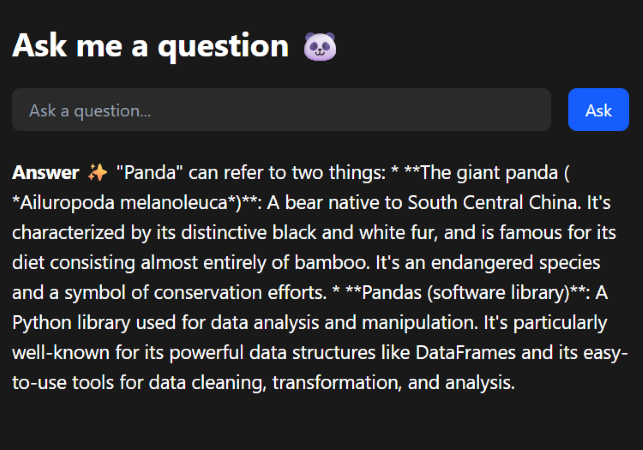 Ask me a question 🐼
Ask a question...
Ask
Answer ✨ "Panda" can refer to two things: * **The giant panda (
*Ailuropoda melanoleuca*)**: A bear native to South Central China. It's
characterized by its distinctive black and white fur, and is famous for its
diet consisting almost entirely of bamboo. It's an endangered species
and a symbol of conservation efforts. * **Pandas (software library)**: A
Python library used for data analysis and manipulation. It's particularly
well-known for its powerful data structures like DataFrames and its easy-
to-use tools for data cleaning, transformation, and analysis.